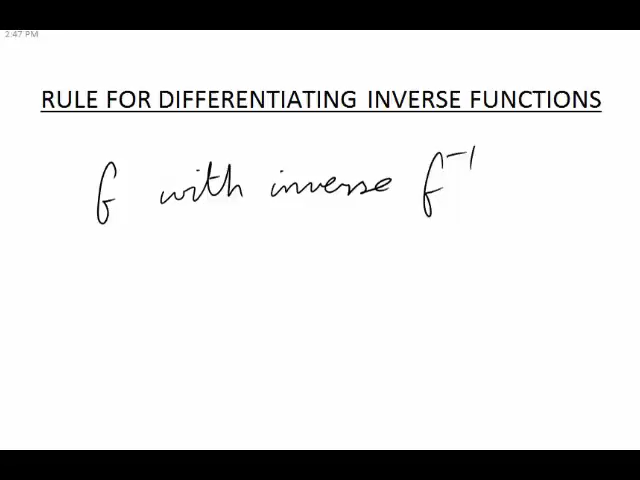 2:47 PM
RULE FOR DIFFERENTIATING INVERSE FUNCTIONS
f with inverse f⁻¹